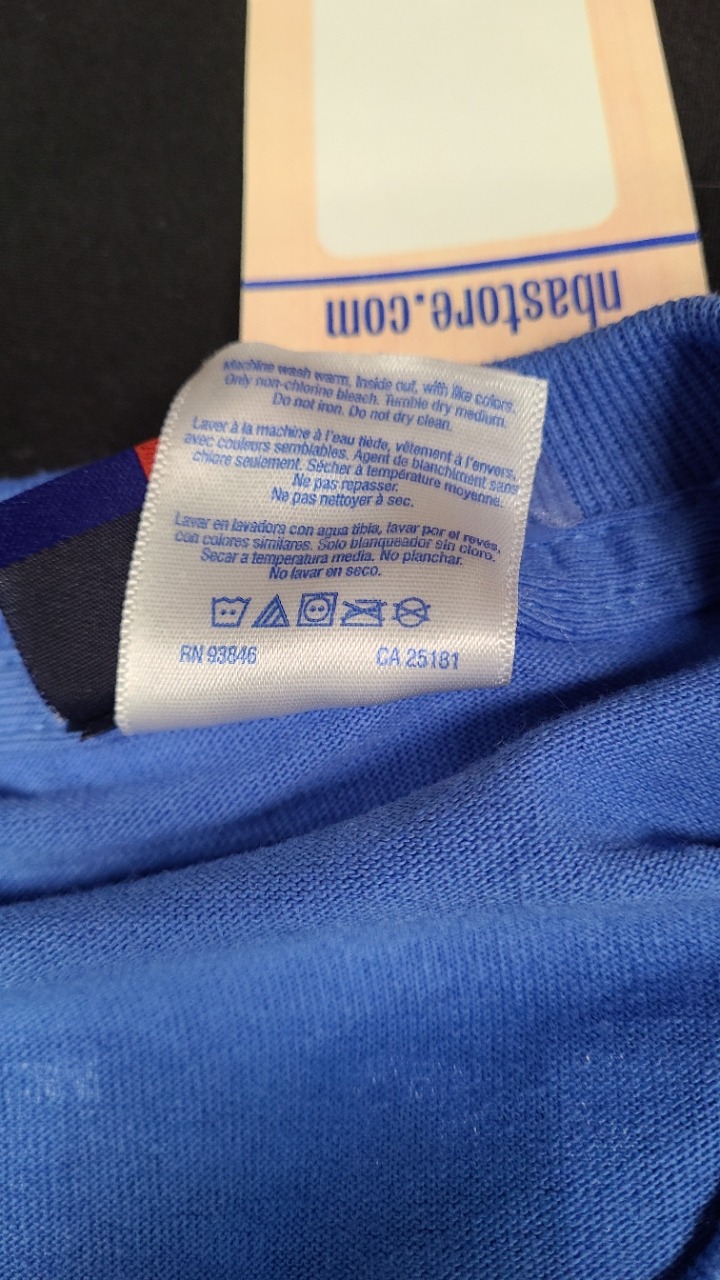 nbastore.com
Machine wash warm, inside out, with like colors.
Only non-chlorine bleach. Tumble dry medium.
Do not iron. Do not dry clean.
Laver à la machine à l'eau tiède, vêtement à l'envers,
avec couleurs semblables. Agent de blanchiment sans
chlore seulement. Sécher à température moyenne.
Ne pas repasser.
Ne pas nettoyer à sec.
Lavar en lavadora con agua tibia, lavar por el revés,
con colores similares. Solo blanqueador sin cloro.
Secar a temperatura media. No planchar.
No lavar en seco.
RN 93846 CA 25181